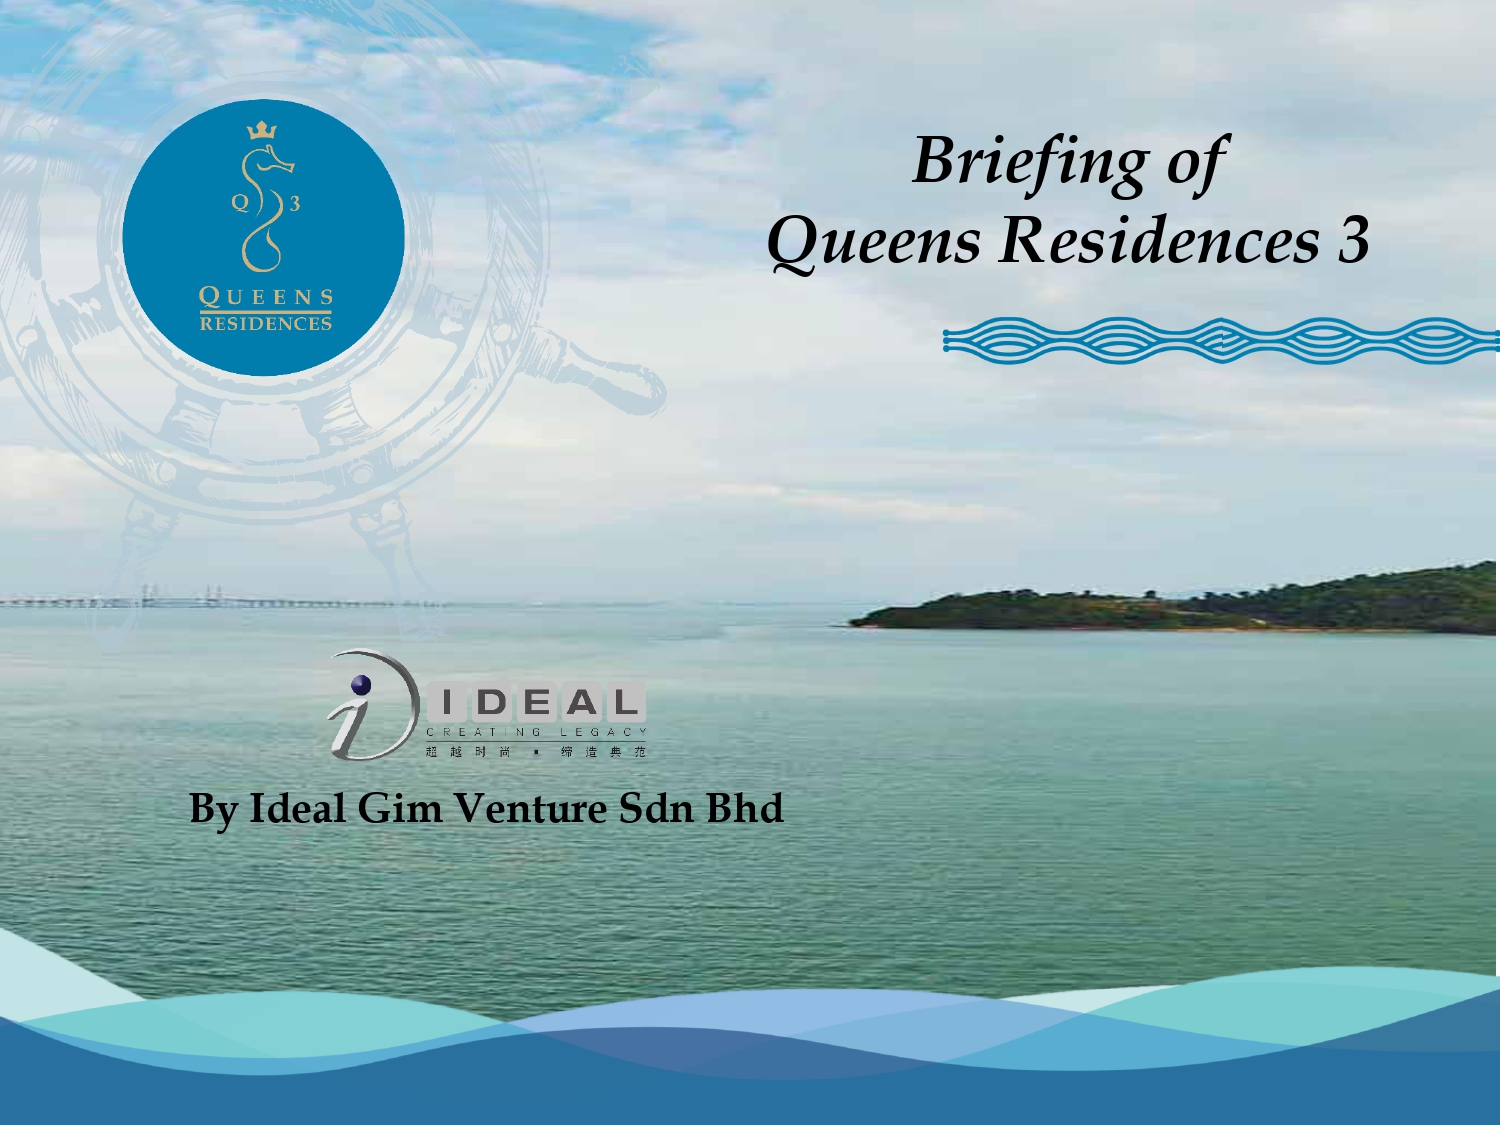 Briefing of
Queens Residences 3
Q 3
QUEENS
RESIDENCES
IDEAL
CREATING LEGACY
超越时尚 ▪ 缔造典范
By Ideal Gim Venture Sdn Bhd